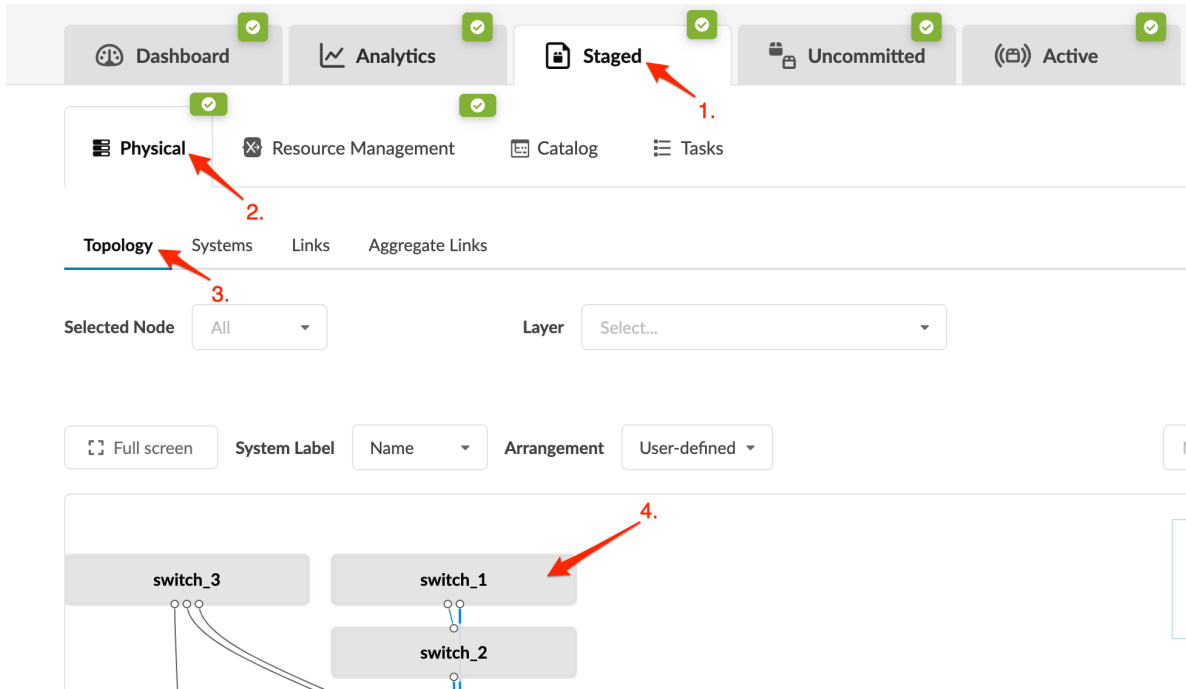 Dashboard Analytics Staged Uncommitted Active
1.
Physical Resource Management Catalog Tasks
2.
Topology Systems Links Aggregate Links
3.
Selected Node All Layer Select...
Full screen System Label Name Arrangement User-defined
4.
switch_3 switch_1
switch_2